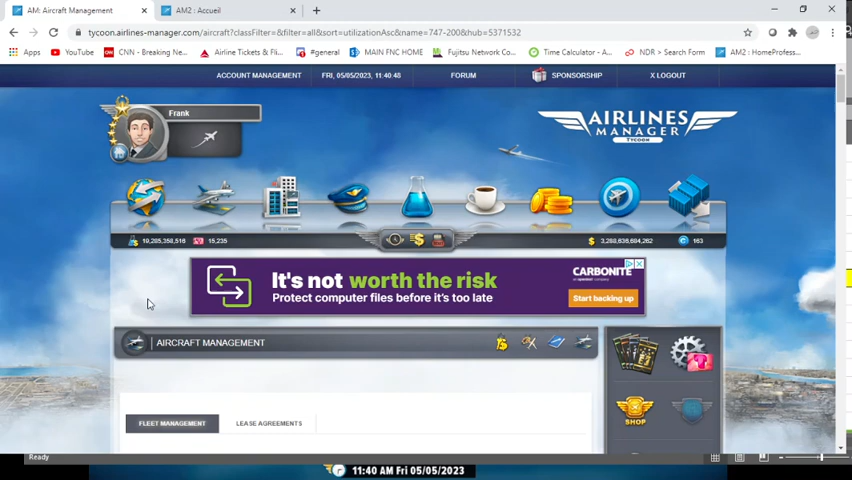 AM: Aircraft Management
AM2 : Accueil
tycoon.airlines-manager.com/aircraft?classFilter=&filter=all&sort=utilizationAsc&name=747-200&hub=5371532
Apps
YouTube
CNN - Breaking Ne...
Airline Tickets & Fli...
#general
MAIN FNC HOME
Fujitsu Network Co...
Time Calculator - A...
NDR > Search Form
AM2 : HomeProfess...
ACCOUNT MANAGEMENT
FRI, 05/05/2023, 11:40:48
FORUM
SPONSORSHIP
X LOGOUT
Frank
AIRLINES
MANAGER
TYCOON
19,285,358,516
15,235
3,288,636,684,262
163
It's not worth the risk
Protect computer files before it's too late
CARBONITE
Start backing up
AIRCRAFT MANAGEMENT
SHOP
FLEET MANAGEMENT
LEASE AGREEMENTS
Ready
11:40 AM Fri 05/05/2023